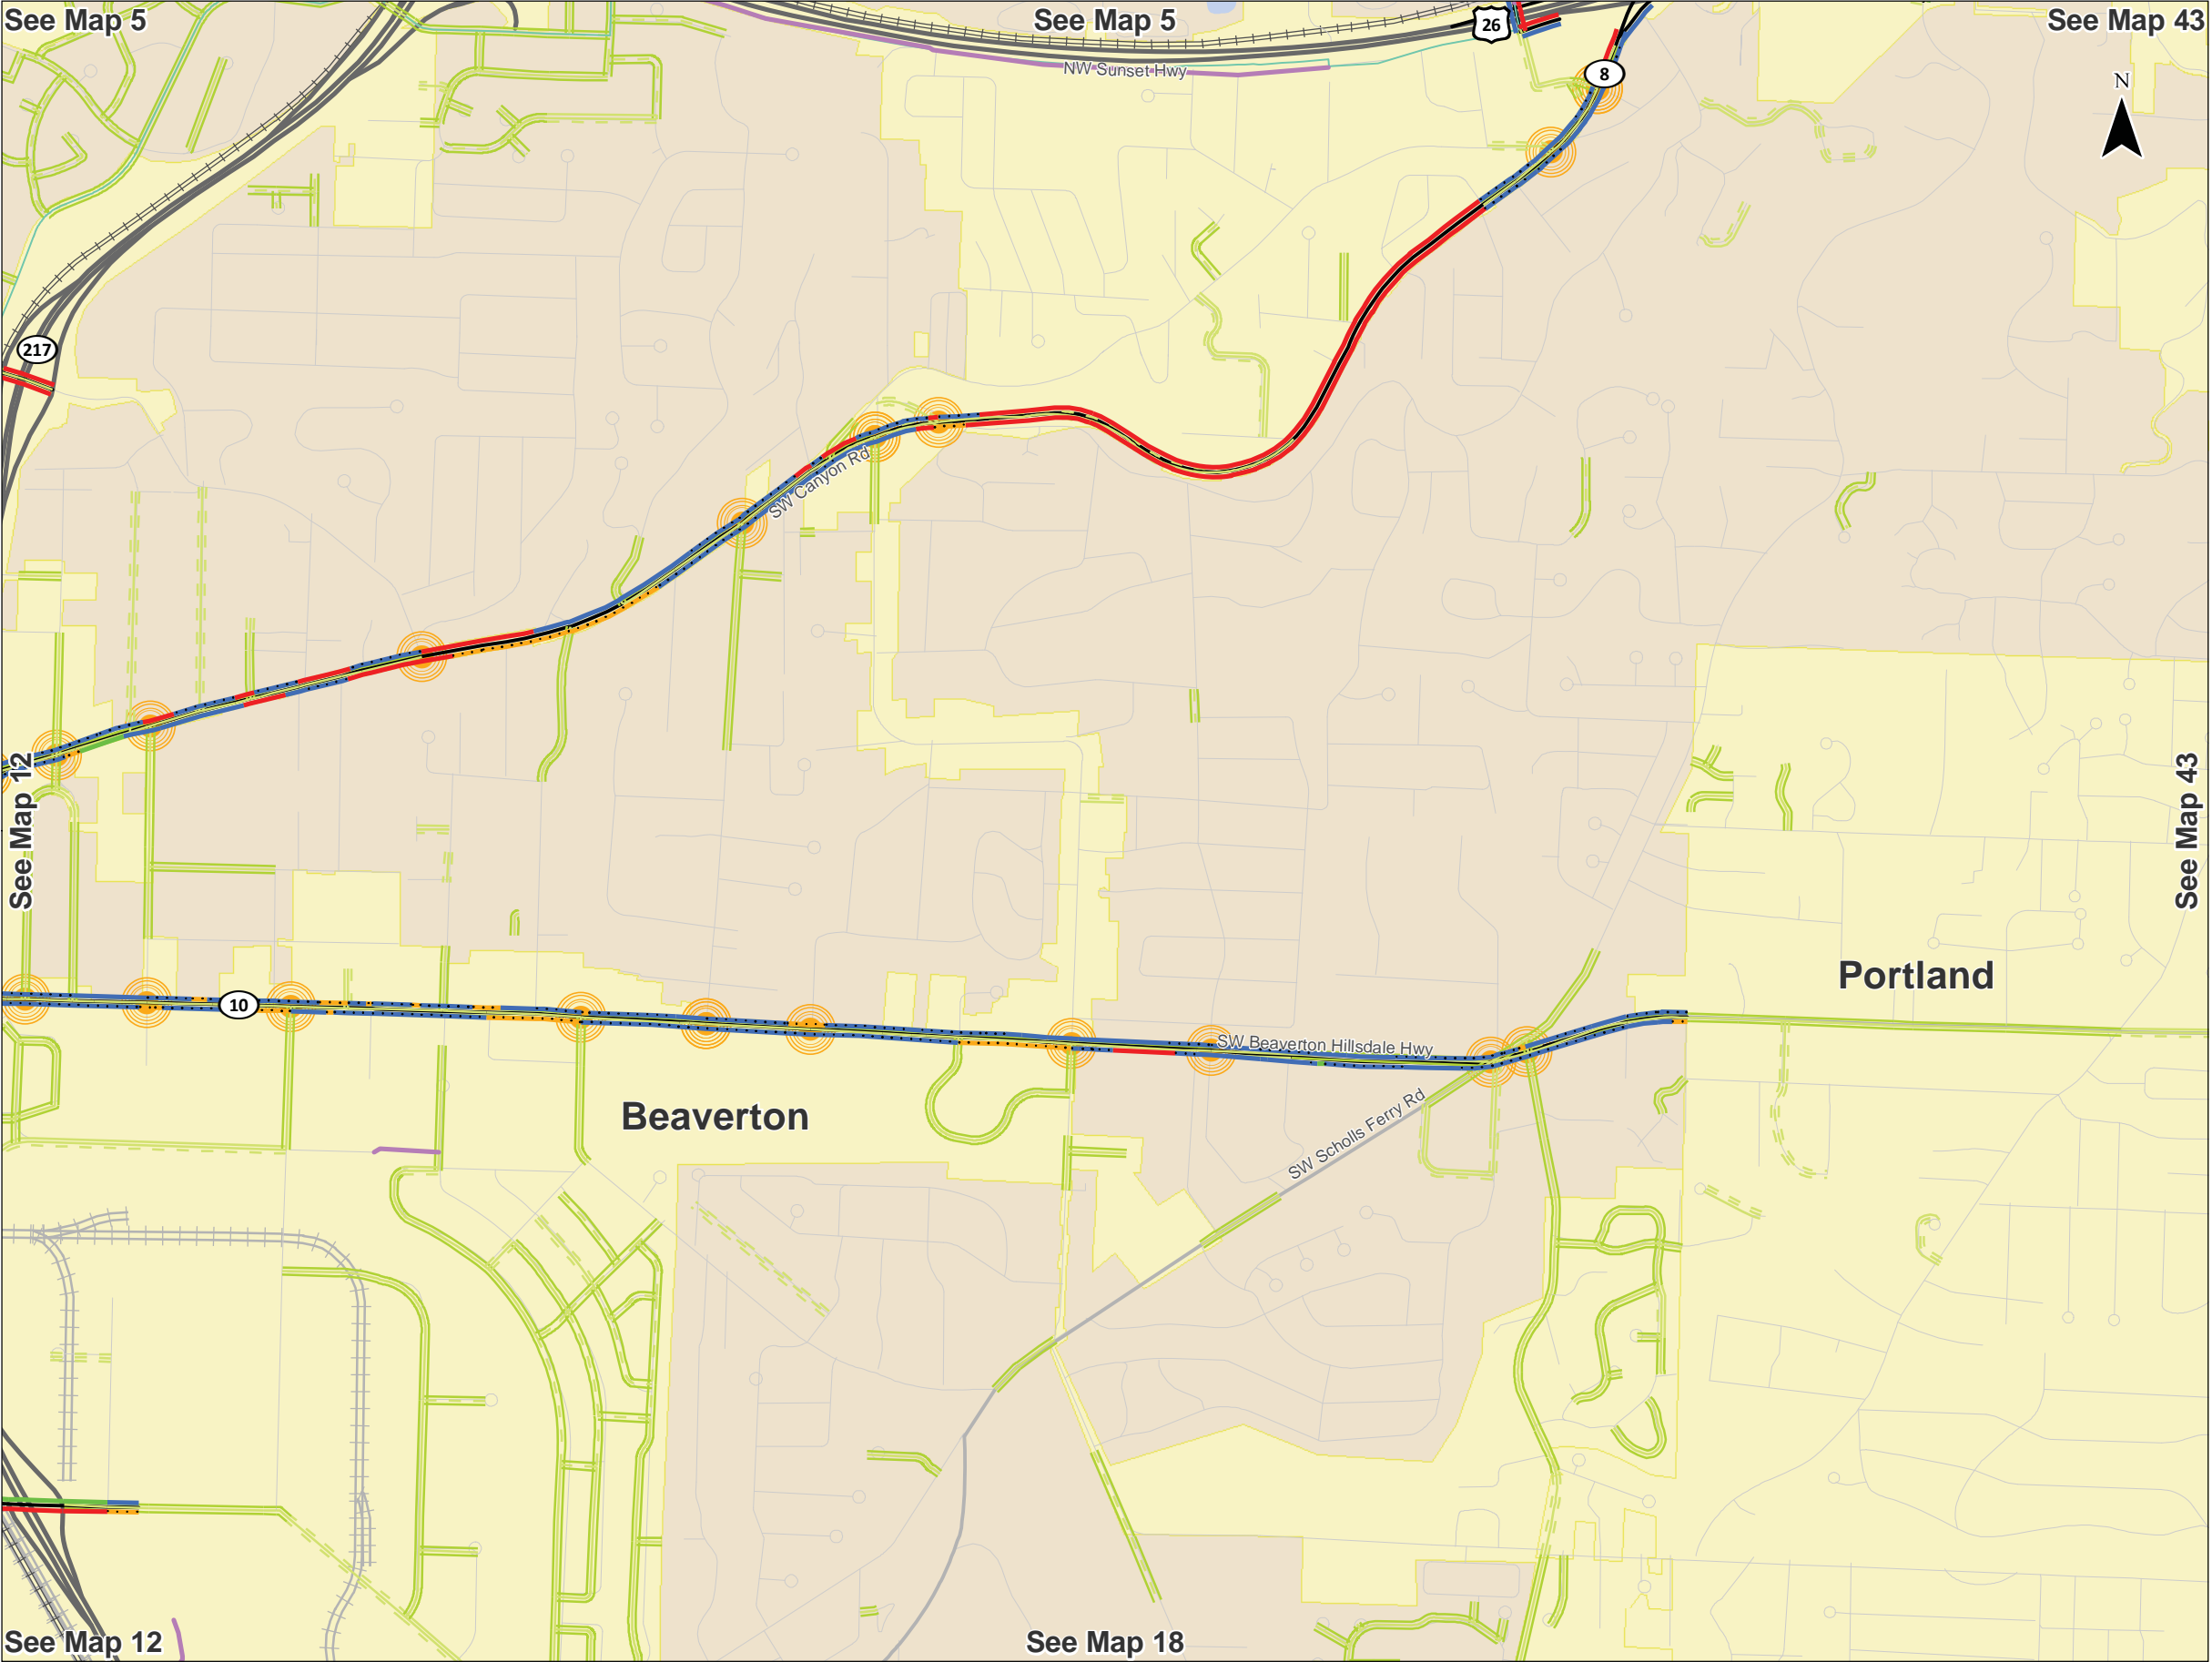 See Map 5
See Map 5
See Map 43
26
8
N
NW Sunset Hwy
217
SW Canyon Rd
See Map 12
See Map 43
Portland
10
SW Beaverton Hillsdale Hwy
Beaverton
SW Scholls Ferry Rd
See Map 12
See Map 18